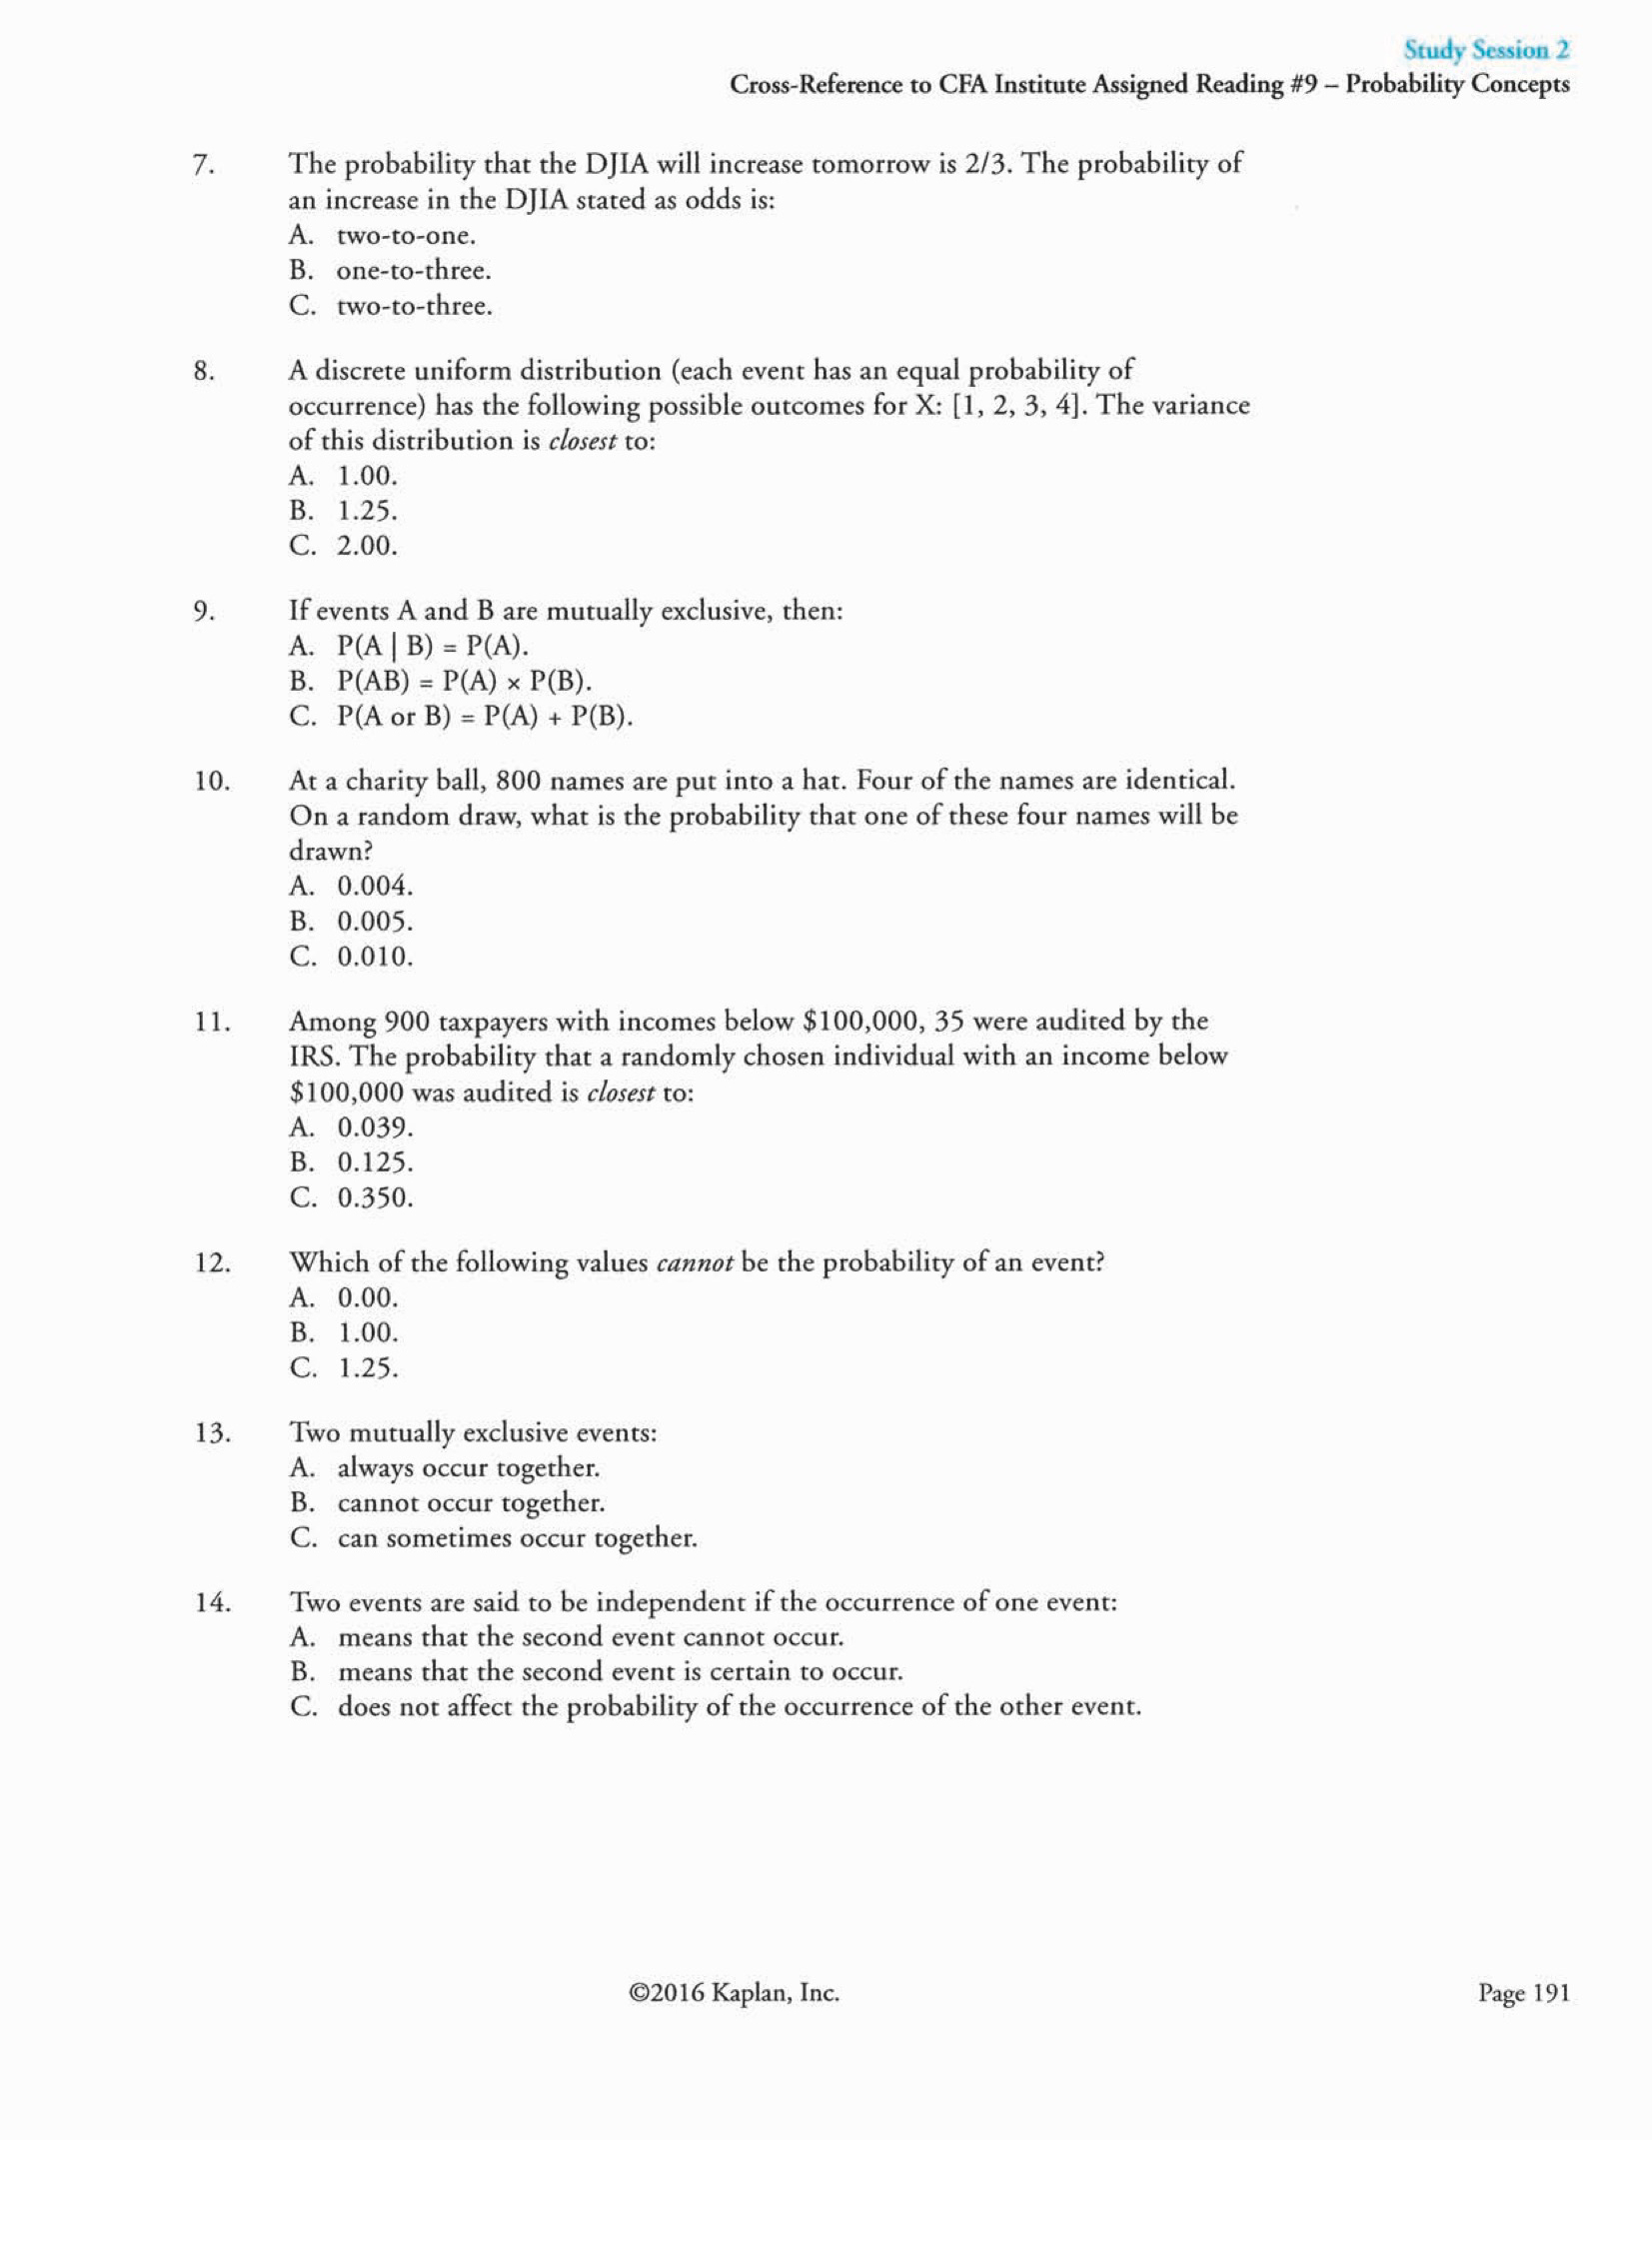 Study Session 2
Cross-Reference to CFA Institute Assigned Reading #9 – Probability Concepts
7. The probability that the DJIA will increase tomorrow is 2/3. The probability of
an increase in the DJIA stated as odds is:
A. two-to-one.
B. one-to-three.
C. two-to-three.
8. A discrete uniform distribution (each event has an equal probability of
occurrence) has the following possible outcomes for X: [1, 2, 3, 4]. The variance
of this distribution is closest to:
A. 1.00.
B. 1.25.
C. 2.00.
9. If events A and B are mutually exclusive, then:
A. P(A | B) = P(A).
B. P(AB) = P(A) × P(B).
C. P(A or B) = P(A) + P(B).
10. At a charity ball, 800 names are put into a hat. Four of the names are identical.
On a random draw, what is the probability that one of these four names will be
drawn?
A. 0.004.
B. 0.005.
C. 0.010.
11. Among 900 taxpayers with incomes below $100,000, 35 were audited by the
IRS. The probability that a randomly chosen individual with an income below
$100,000 was audited is closest to:
A. 0.039.
B. 0.125.
C. 0.350.
12. Which of the following values cannot be the probability of an event?
A. 0.00.
B. 1.00.
C. 1.25.
13. Two mutually exclusive events:
A. always occur together.
B. cannot occur together.
C. can sometimes occur together.
14. Two events are said to be independent if the occurrence of one event:
A. means that the second event cannot occur.
B. means that the second event is certain to occur.
C. does not affect the probability of the occurrence of the other event.
©2016 Kaplan, Inc.
Page 191